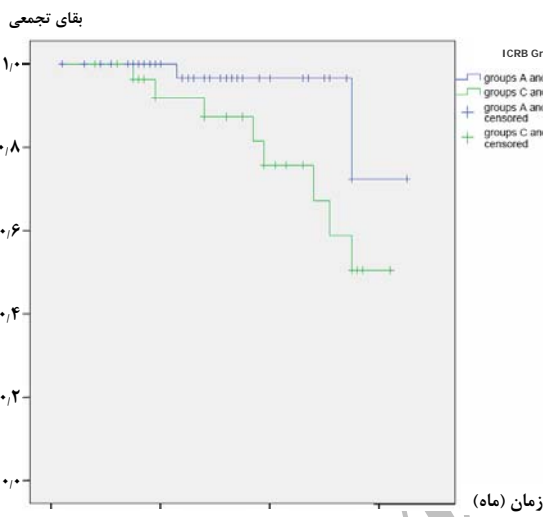 بقای تجمعی
۱٫۰
۰٫۸
۰٫۶
۰٫۴
۰٫۲
۰٫۰
زمان (ماه)
ICRB Gr
groups A and
groups C and
groups A and
censored
groups C and
censored